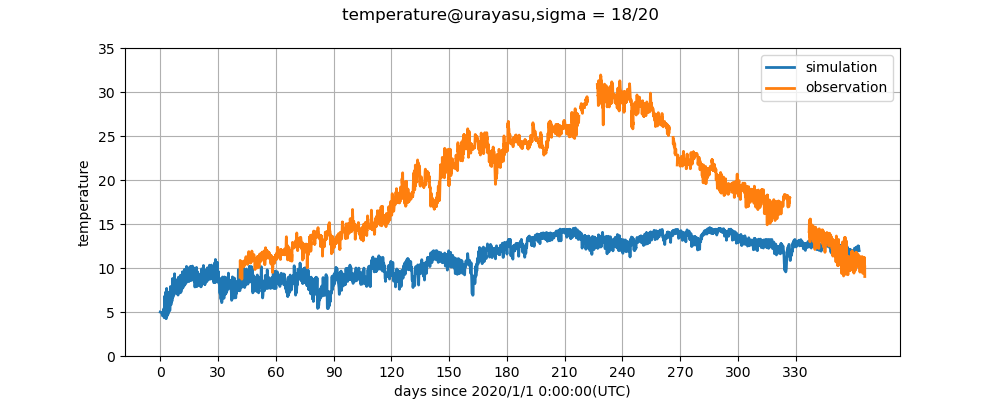 temperature@urayasu,sigma = 18/20
35
30
25
20
15
10
5
0
temperature
simulation
observation
0 30 60 90 120 150 180 210 240 270 300 330
days since 2020/1/1 0:00:00(UTC)